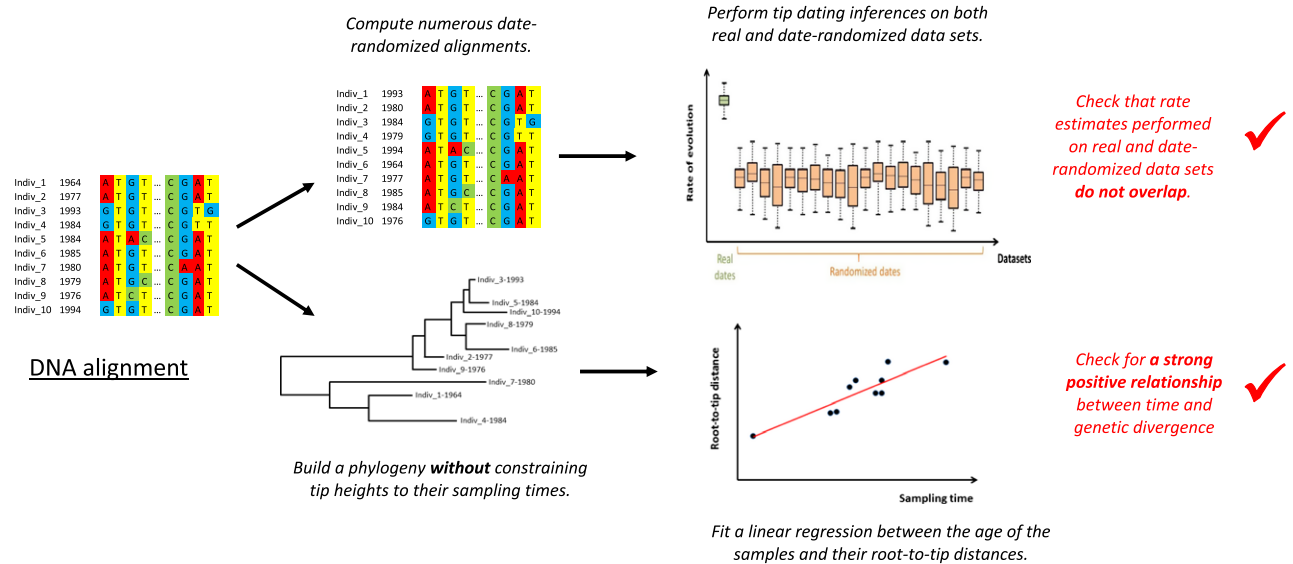 Compute numerous date-
randomized alignments.
Perform tip dating inferences on both
real and date-randomized data sets.
Indiv_1 1993 A T G T ... C G A T
Indiv_2 1980 A T G T ... C G A T
Indiv_3 1984 G T G T ... C G T G
Indiv_4 1979 G T G T ... C G T T
Indiv_5 1994 A T A C ... C G A T
Indiv_6 1964 A T G T ... C G A T
Indiv_7 1977 A T G T ... C A A T
Indiv_8 1985 A T G C ... C G A T
Indiv_9 1984 A T C T ... C G A T
Indiv_10 1976 G T G T ... C G A T
Rate of evolution
Real
dates
Randomized dates
Datasets
Check that rate
estimates performed
on real and date-
randomized data sets
do not overlap.
Indiv_1 1964 A T G T ... C G A T
Indiv_2 1977 A T G T ... C G A T
Indiv_3 1993 G T G T ... C G T G
Indiv_4 1984 G T G T ... C G T T
Indiv_5 1984 A T A C ... C G A T
Indiv_6 1985 A T G T ... C G A T
Indiv_7 1980 A T G T ... C A A T
Indiv_8 1979 A T G C ... C G A T
Indiv_9 1976 A T C T ... C G A T
Indiv_10 1994 G T G T ... C G A T
DNA alignment
Indiv_3-1993
Indiv_5-1984
Indiv_10-1994
Indiv_8-1979
Indiv_6-1985
Indiv_2-1977
Indiv_9-1976
Indiv_7-1980
Indiv_1-1964
Indiv_4-1984
Build a phylogeny without constraining
tip heights to their sampling times.
Root-to-tip distance
Sampling time
Check for a strong
positive relationship
between time and
genetic divergence
Fit a linear regression between the age of the
samples and their root-to-tip distances.